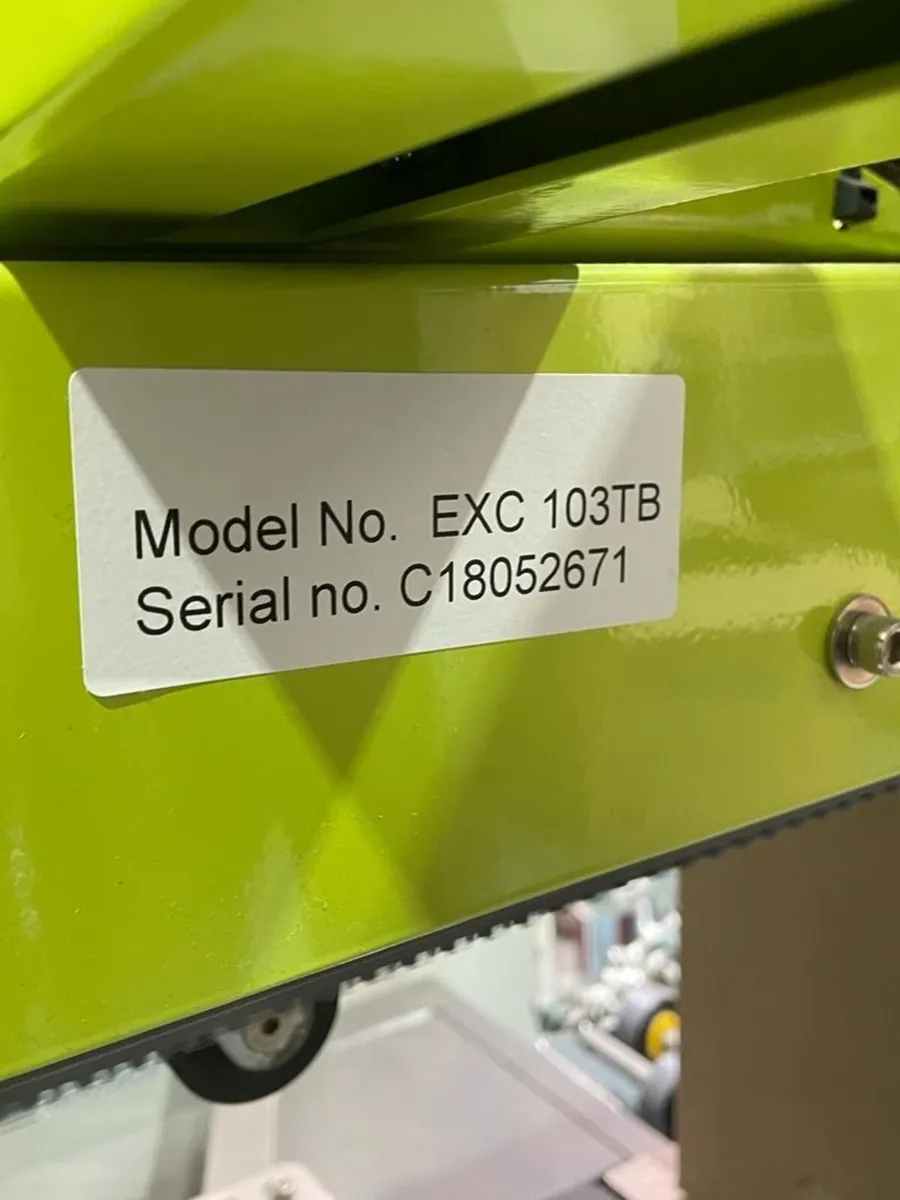 Model No. EXC 103TB
Serial no. C18052671